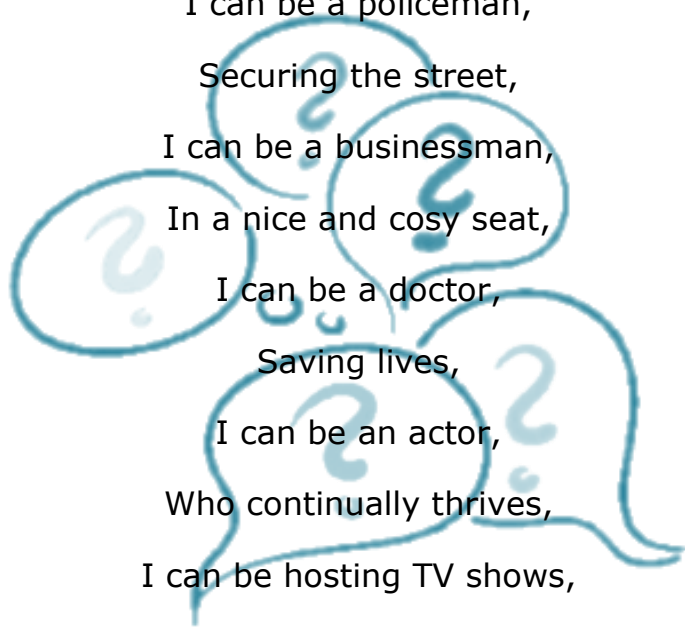 I can be a policeman,
Securing the street,
I can be a businessman,
In a nice and cosy seat,
I can be a doctor,
Saving lives,
I can be an actor,
Who continually thrives,
I can be hosting TV shows,